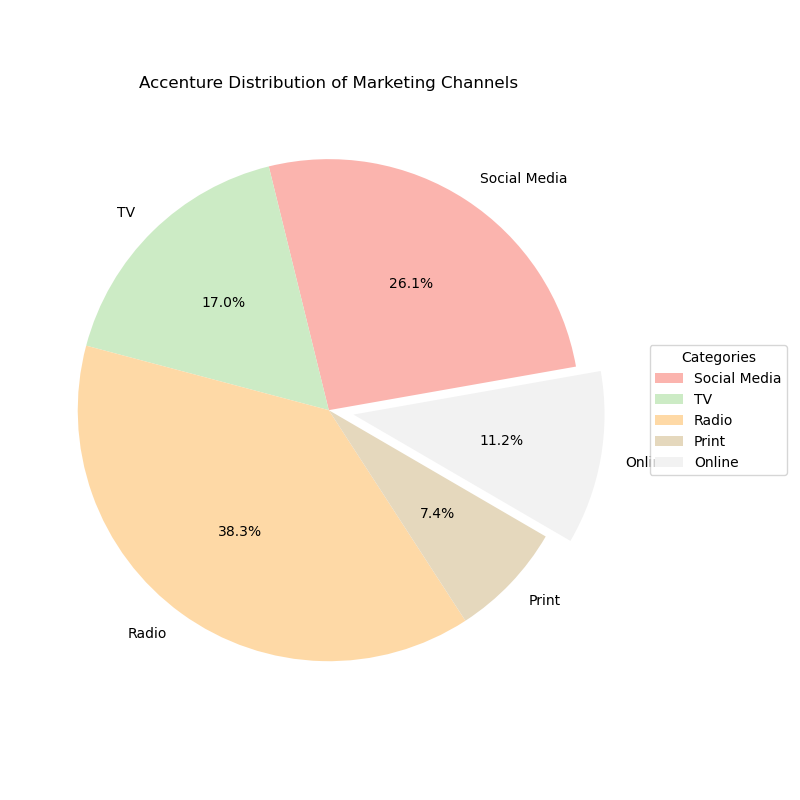 Accenture Distribution of Marketing Channels
Social Media
TV
26.1%
17.0%
Categories
Social Media
TV
Radio
Print
Online
11.2%
Onli
7.4%
38.3%
Print
Radio